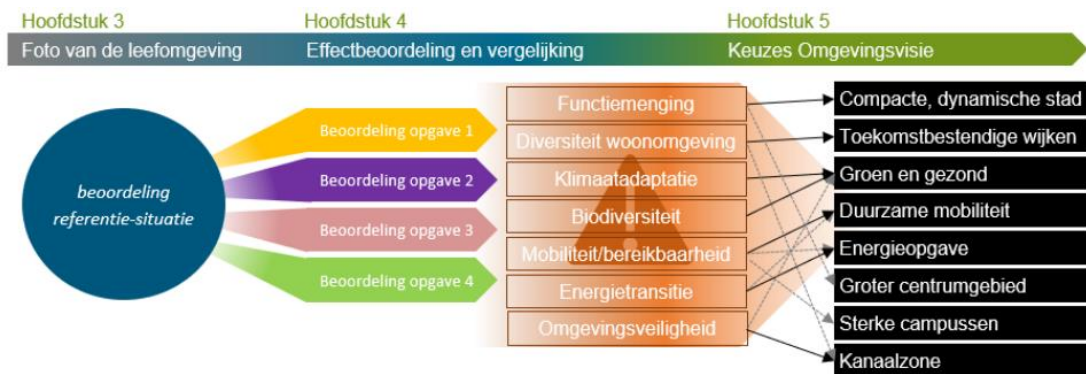 Hoofdstuk 3
Hoofdstuk 4
Hoofdstuk 5
Foto van de leefomgeving
Effectbeoordeling en vergelijking
Keuzes Omgevingsvisie
beoordeling
referentie-situatie
Beoordeling opgave 1
Beoordeling opgave 2
Beoordeling opgave 3
Beoordeling opgave 4
Functiemenging
Diversiteit woonomgeving
Klimaatadaptatie
Biodiversiteit
Mobiliteit/bereikbaarheid
Energietransitie
Omgevingsveiligheid
Compacte, dynamische stad
Toekomstbestendige wijken
Groen en gezond
Duurzame mobiliteit
Energieopgave
Groter centrumgebied
Sterke campussen
Kanaalzone